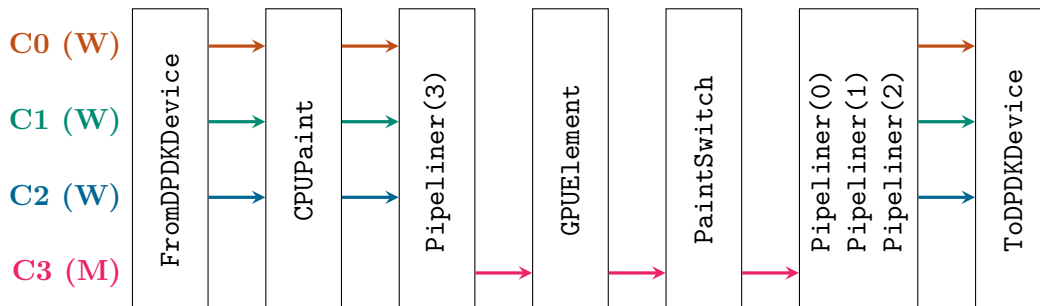 C0 (W)
C1 (W)
C2 (W)
C3 (M)
FromDPDKDevice
CPUPaint
Pipeliner(3)
GPUElement
PaintSwitch
Pipeliner(0)
Pipeliner(1)
Pipeliner(2)
ToDPDKDevice